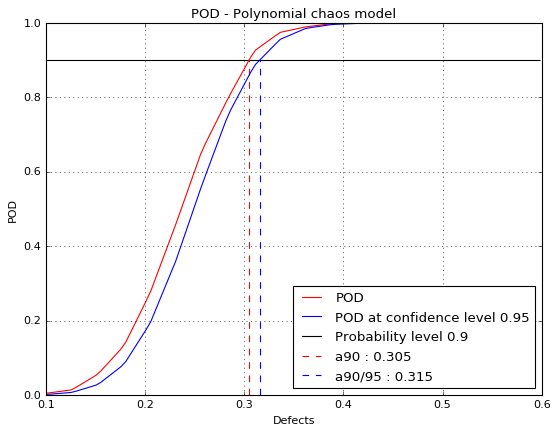 POD - Polynomial chaos model
1.0
0.8
0.6
0.4
0.2
0.0
POD
POD
POD at confidence level 0.95
Probability level 0.9
a90 : 0.305
a90/95 : 0.315
0.1 0.2 0.3 0.4 0.5 0.6
Defects